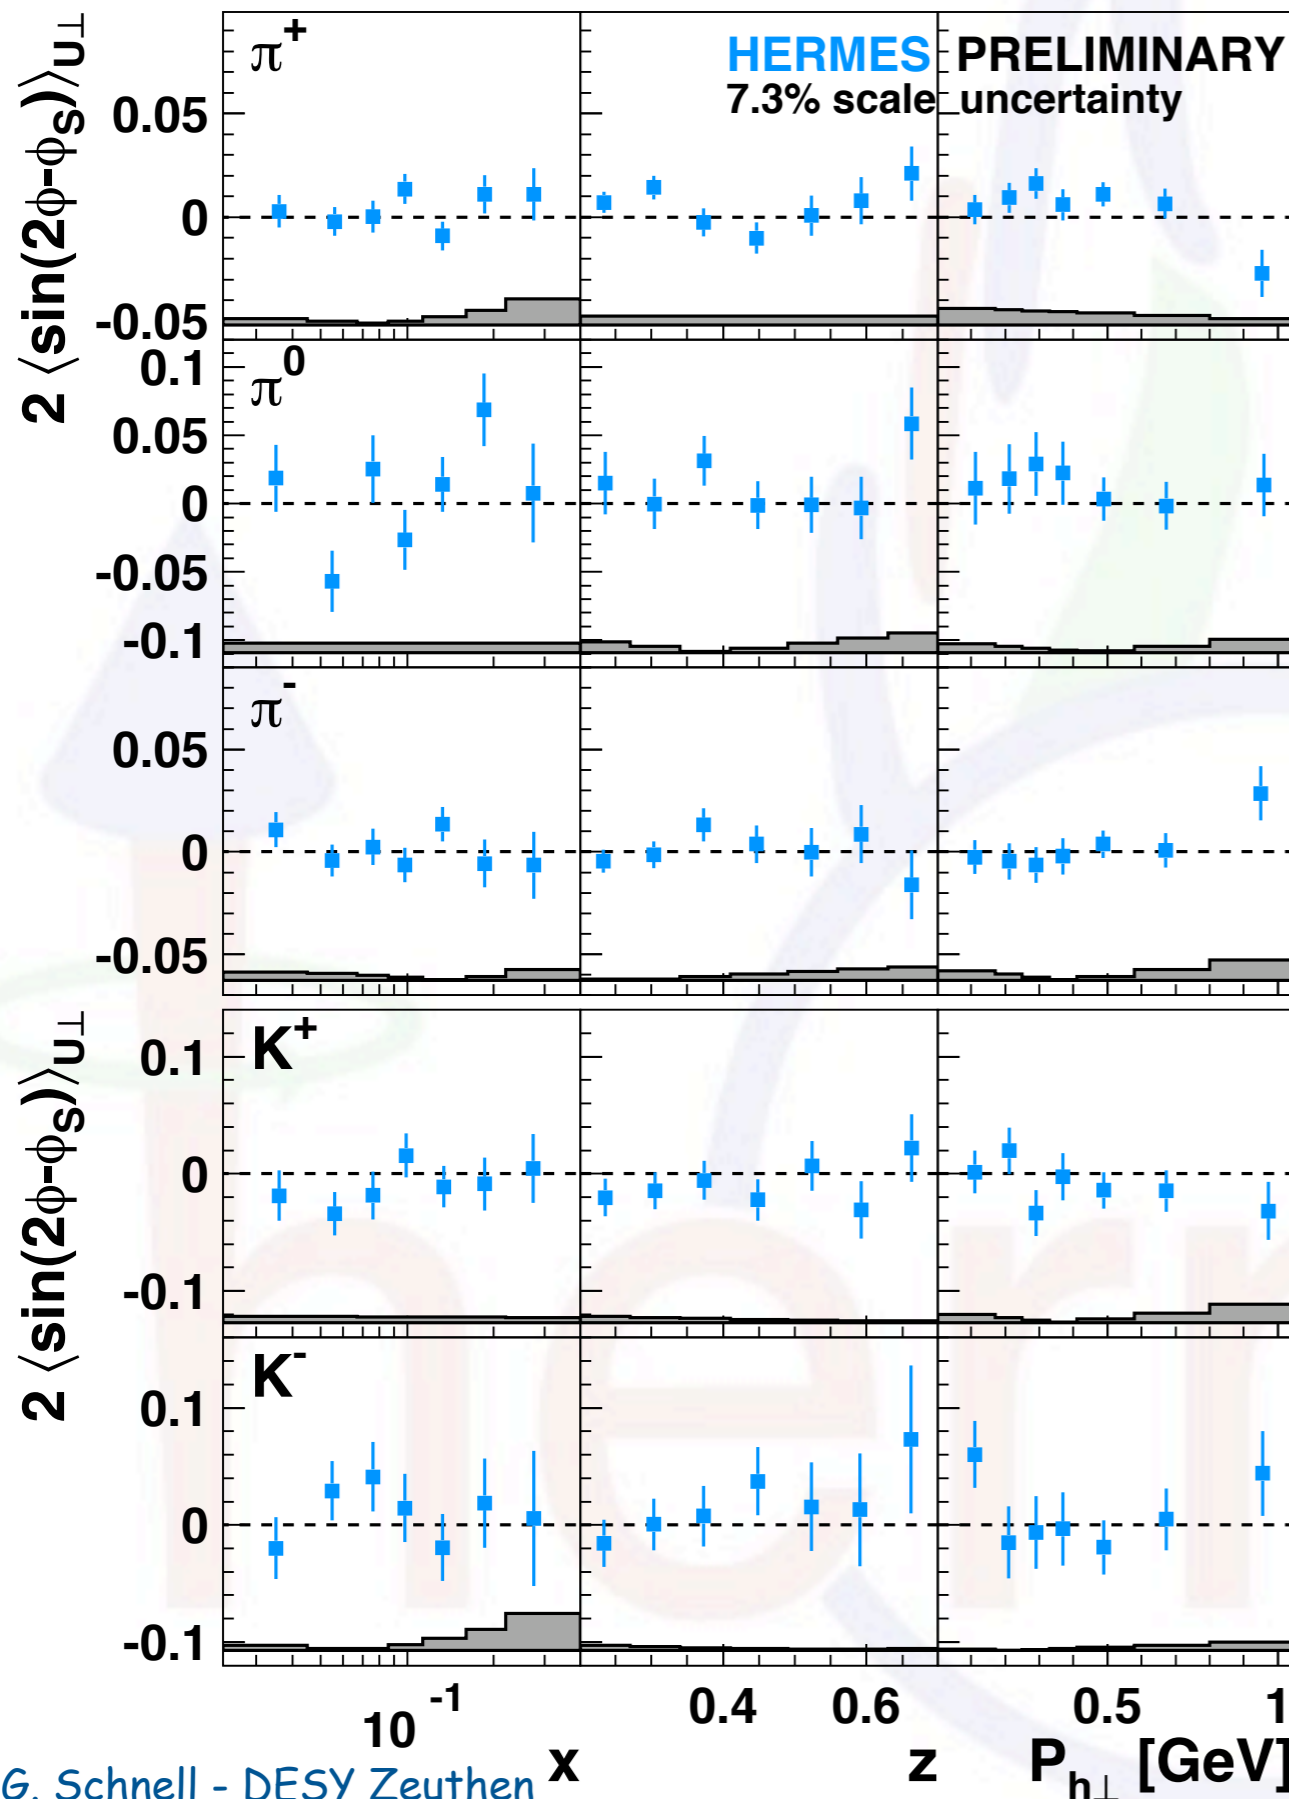 2 ⟨sin(2ϕ-ϕS)⟩U⊥
π+
HERMES PRELIMINARY
7.3% scale uncertainty
0.05
0
-0.05
π0
0.1
0.05
0
-0.05
-0.1
π-
0.05
0
-0.05
2 ⟨sin(2ϕ-ϕS)⟩U⊥
K+
0.1
0
-0.1
K-
0.1
0
-0.1
10-1
0.4 0.6
0.5 1
x
z
Ph⊥ [GeV]
G. Schnell - DESY Zeuthen
herm